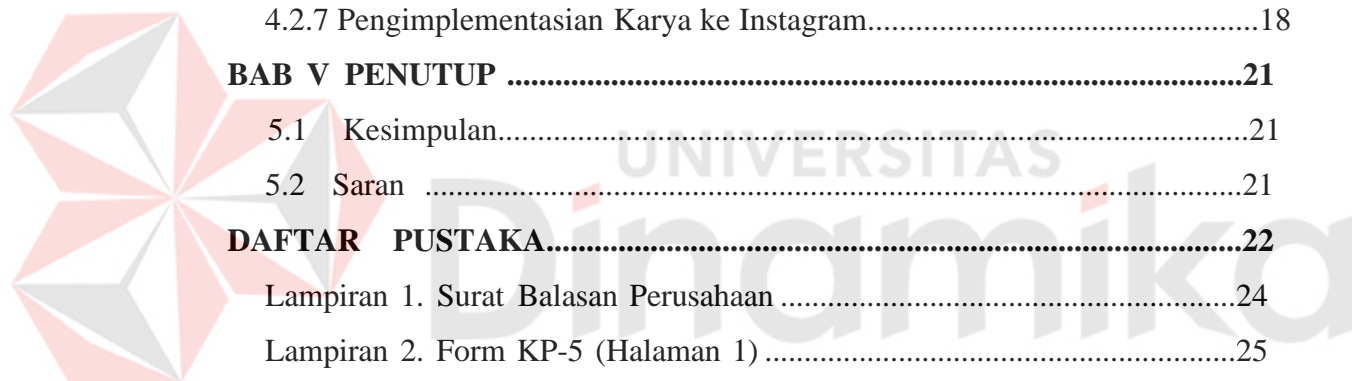 4.2.7 Pengimplementasian Karya ke Instagram..................................................18
BAB V PENUTUP ..............................................................................................21
5.1 Kesimpulan................................................................................................21
UNIVERSITAS
5.2 Saran ..........................................................................................................21
Dinamika
DAFTAR PUSTAKA.........................................................................................22
Lampiran 1. Surat Balasan Perusahaan ..........................................................24
Lampiran 2. Form KP-5 (Halaman 1) ............................................................25